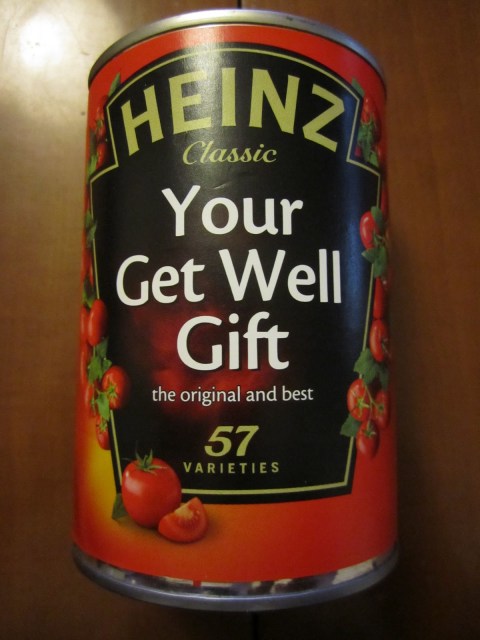 HEINZ
Classic
Your
Get Well
Gift
the original and best
57
VARIETIES